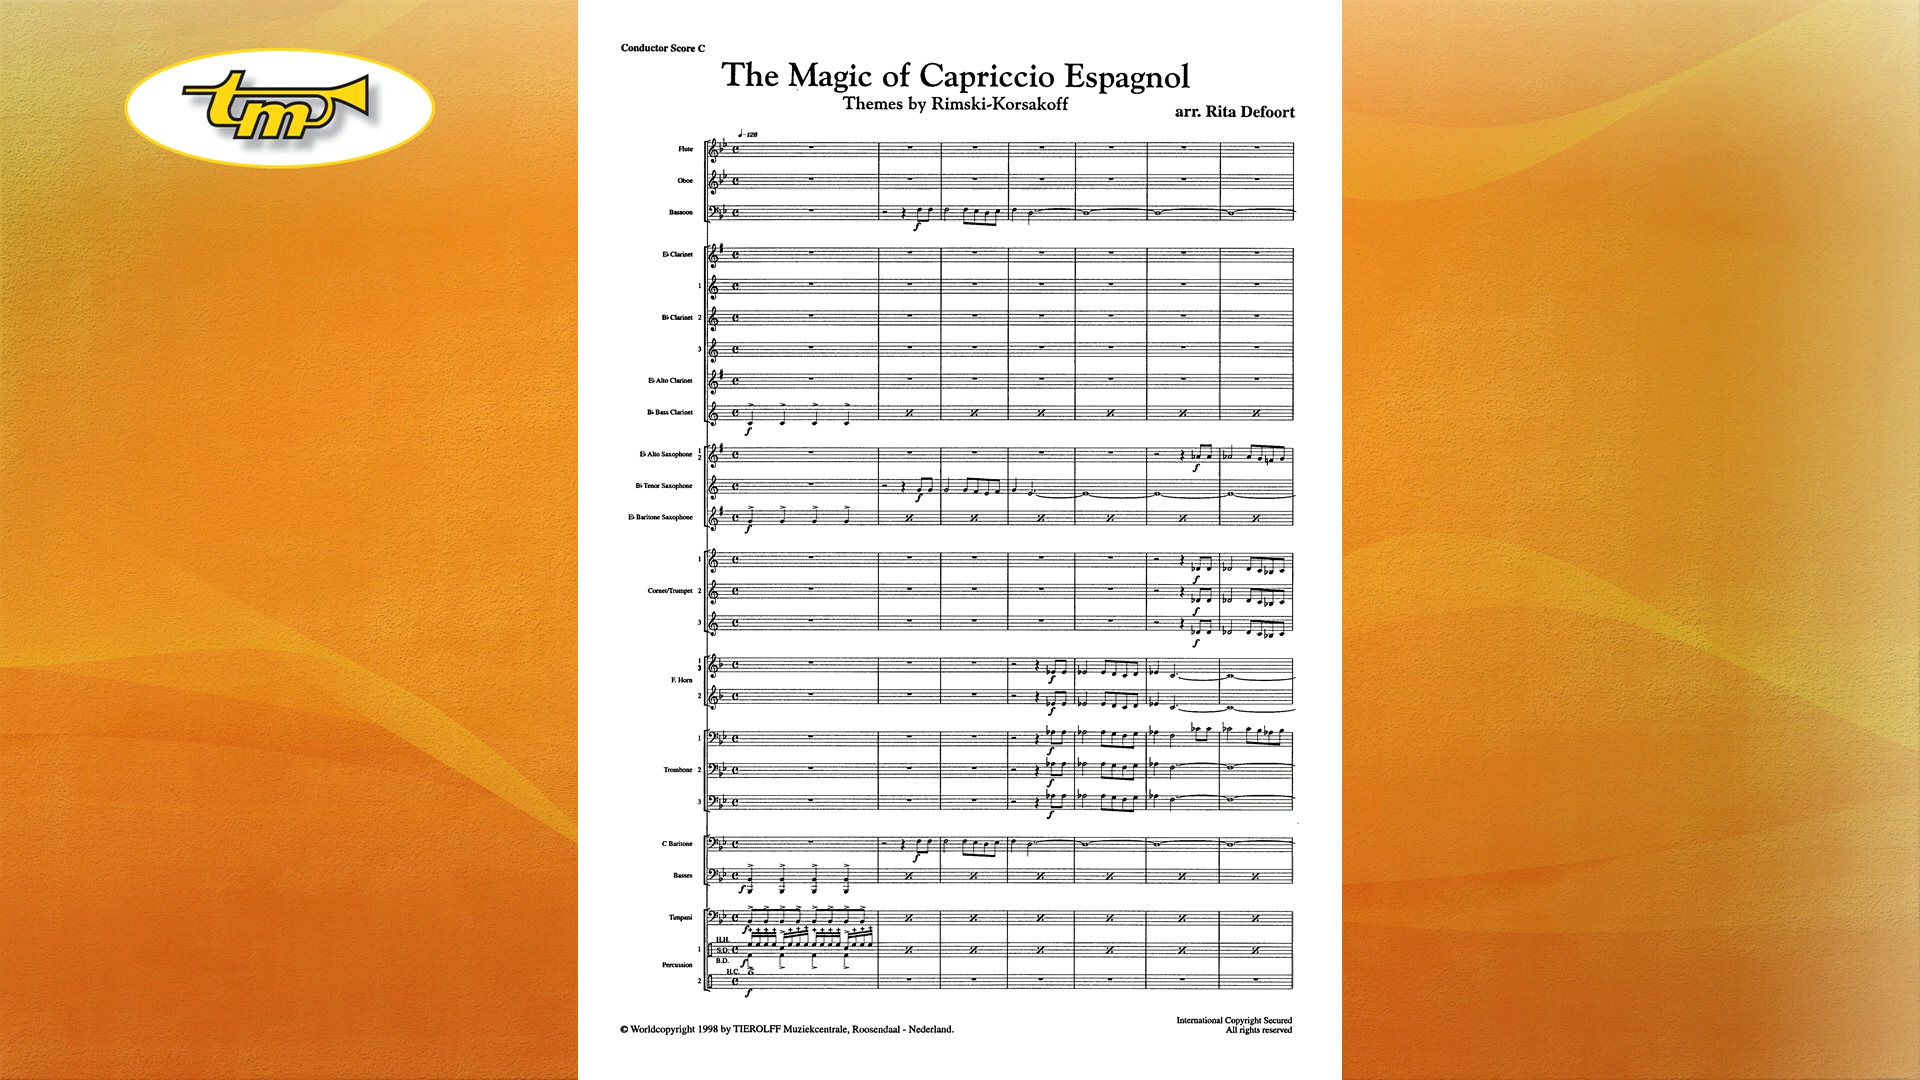 tm
Conductor Score C
The Magic of Capriccio Espagnol
Themes by Rimski-Korsakoff
arr. Rita Defoort
♩ - 128
Flute
Oboe
Bassoon
f
E♭ Clarinet
1
B♭ Clarinet 2
3
E♭ Alto Clarinet
B♭ Bass Clarinet
f
E♭ Alto Saxophone 1 2
f
B♭ Tenor Saxophone
f
E♭ Baritone Saxophone
f
1
f
Cornet/Trumpet 2
f
3
f
1 3
f
F. Horn
2
f
1
f
Trombone 2
f
3
f
C Baritone
f
Basses
f
Timpani
f
H.H.
1 S.D.
B.D.
f
Percussion
H.C.
2
f
© Worldcopyright 1998 by TIEROLFF Muziekcentrale, Roosendaal - Nederland.
International Copyright Secured
All rights reserved